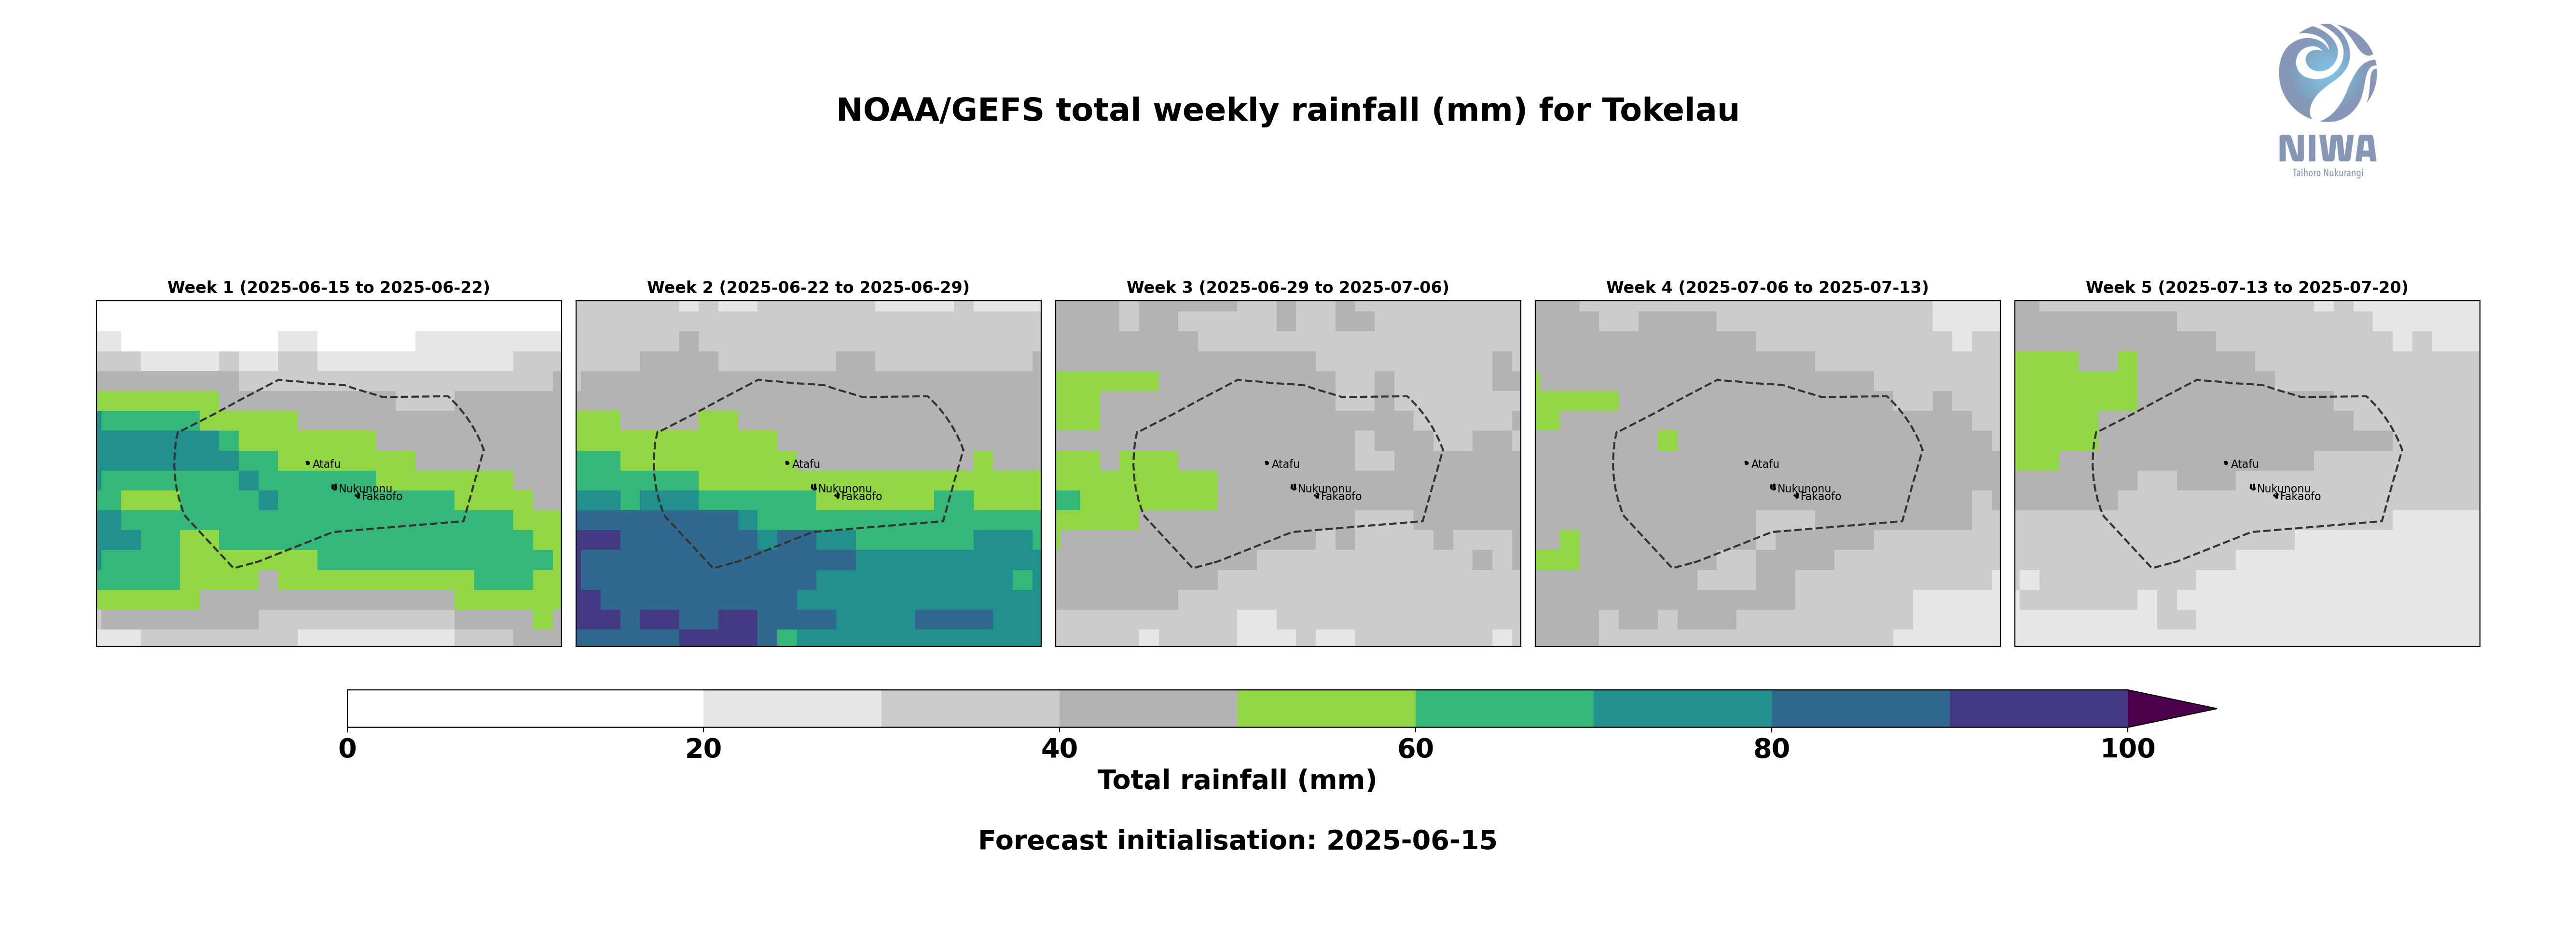 NOAA/GEFS total weekly rainfall (mm) for Tokelau
NIWA
Taihoro Nukurangi
Week 1 (2025-06-15 to 2025-06-22)
Week 2 (2025-06-22 to 2025-06-29)
Week 3 (2025-06-29 to 2025-07-06)
Week 4 (2025-07-06 to 2025-07-13)
Week 5 (2025-07-13 to 2025-07-20)
Atafu
Nukunonu
Fakaofo
Atafu
Nukunonu
Fakaofo
Atafu
Nukunonu
Fakaofo
Atafu
Nukunonu
Fakaofo
Atafu
Nukunonu
Fakaofo
0 20 40 60 80 100
Total rainfall (mm)
Forecast initialisation: 2025-06-15